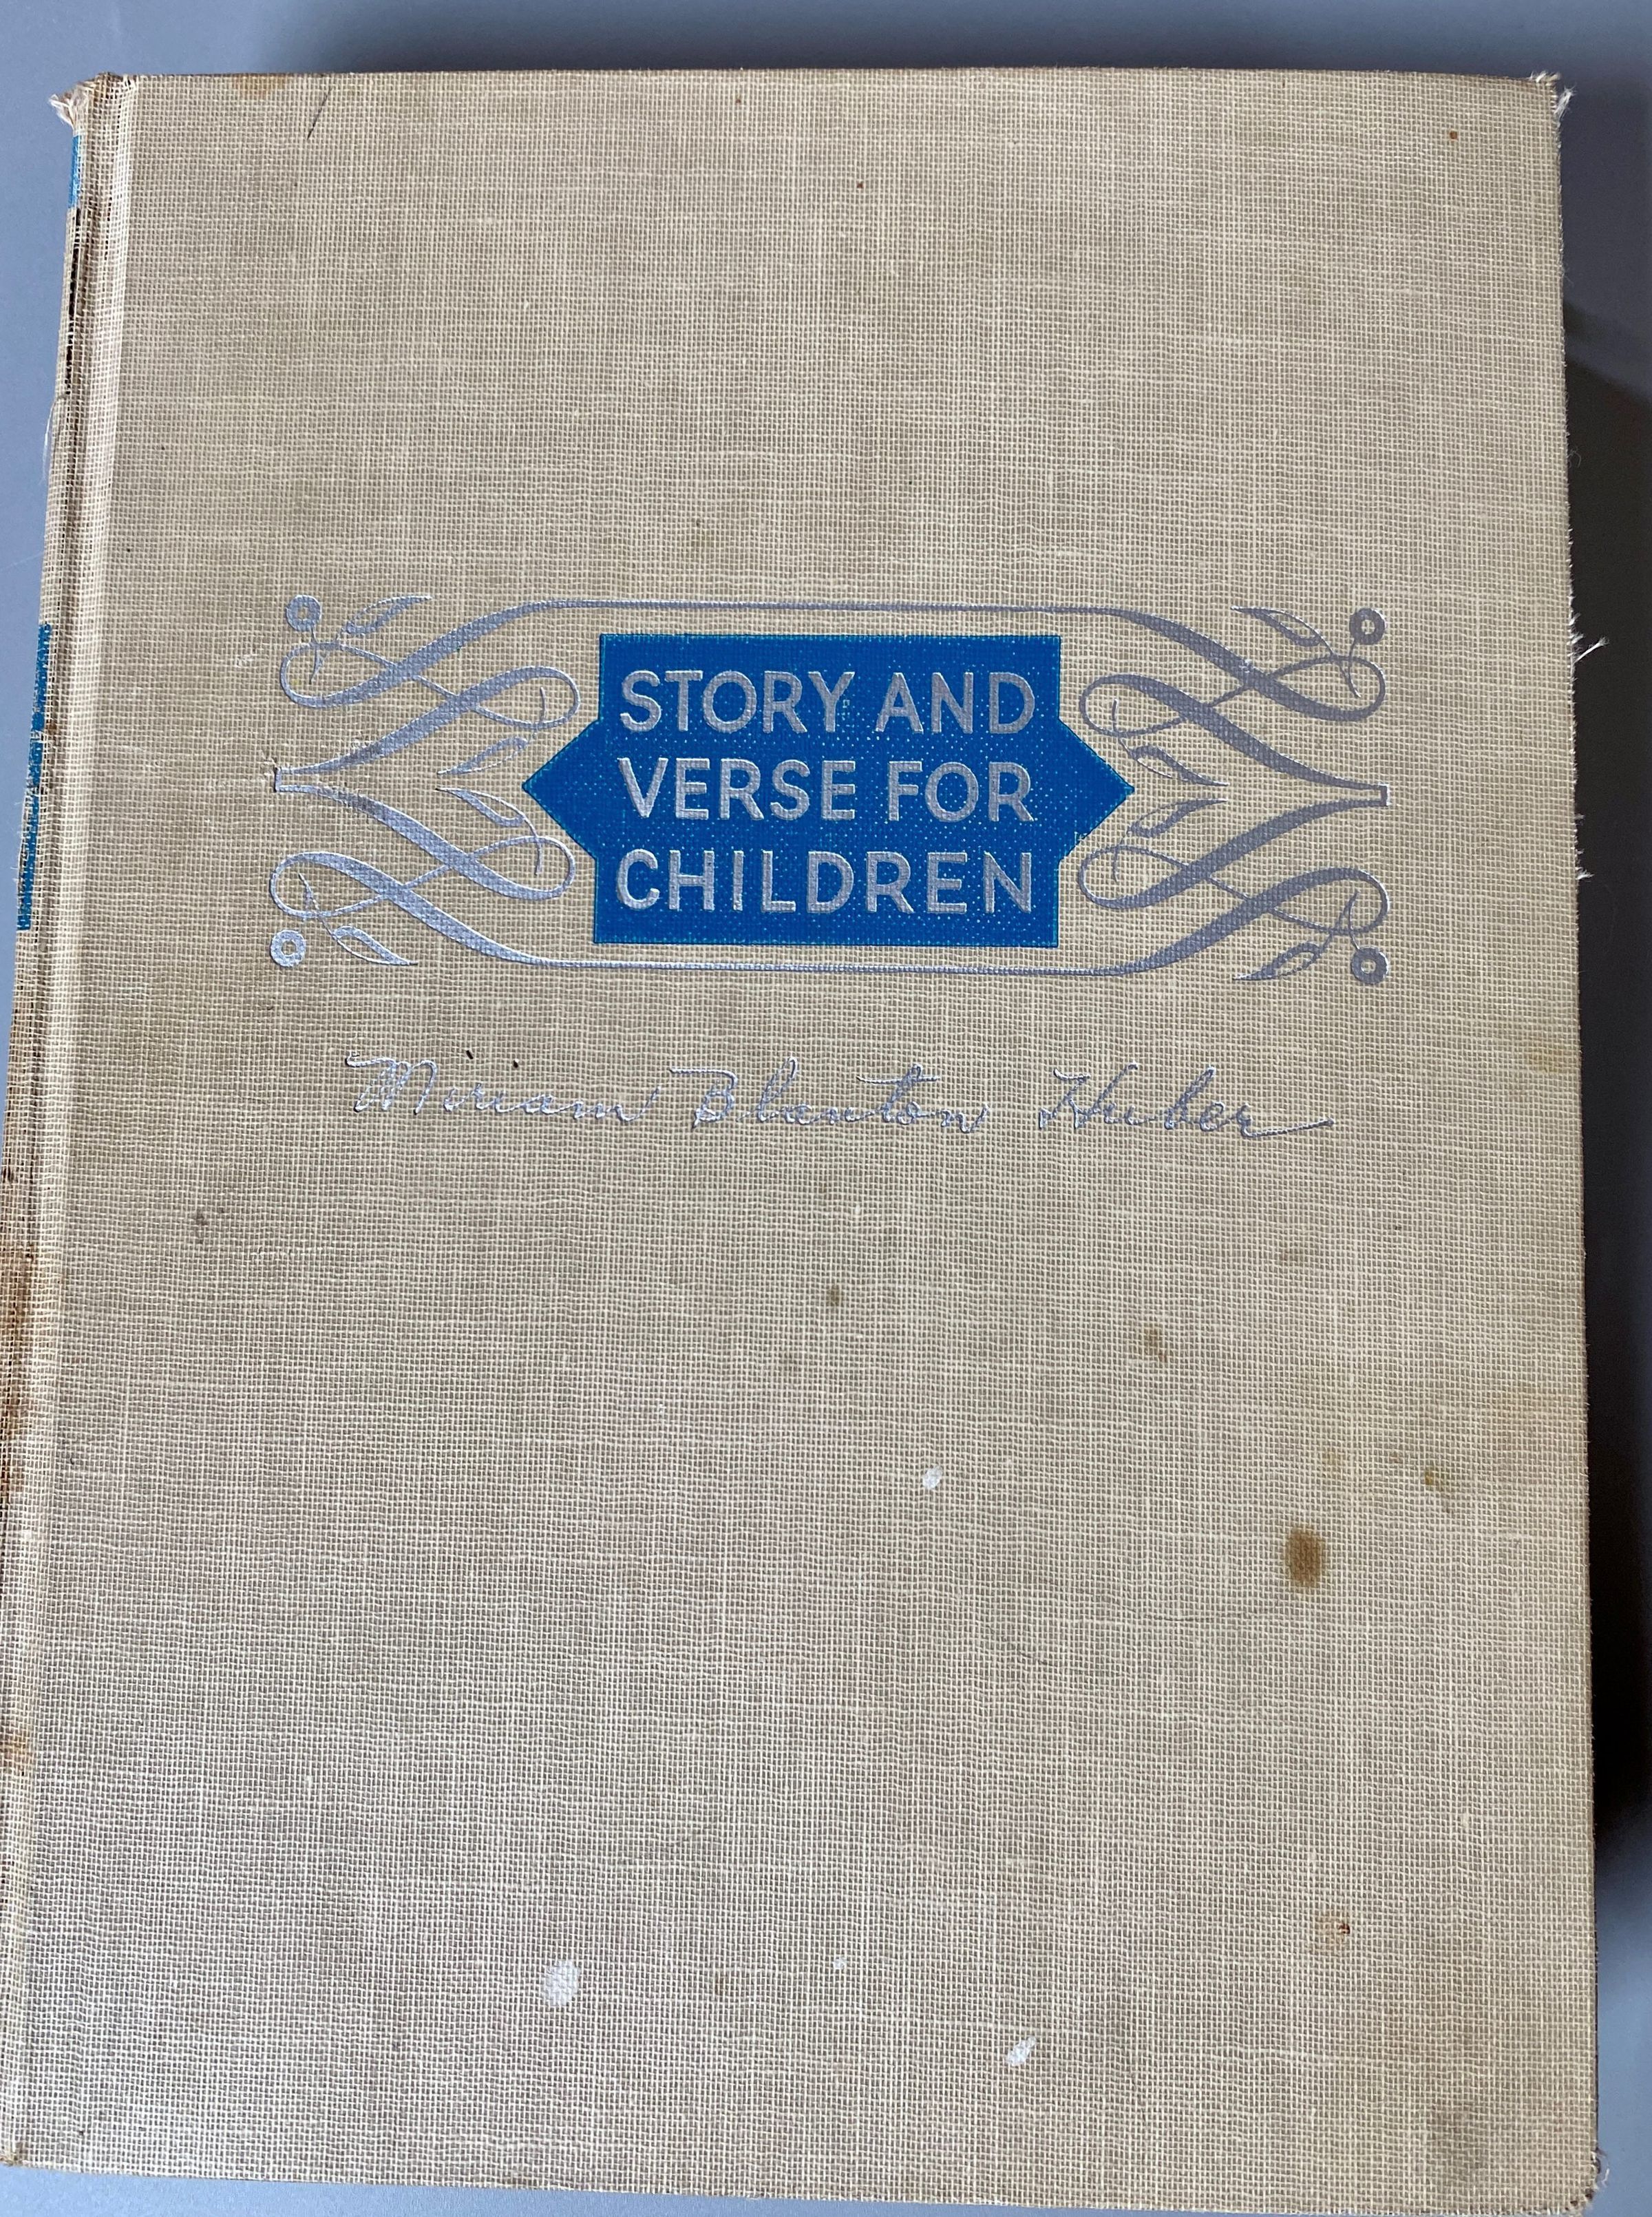 STORY AND
VERSE FOR
CHILDREN
Miriam Blanton Huber